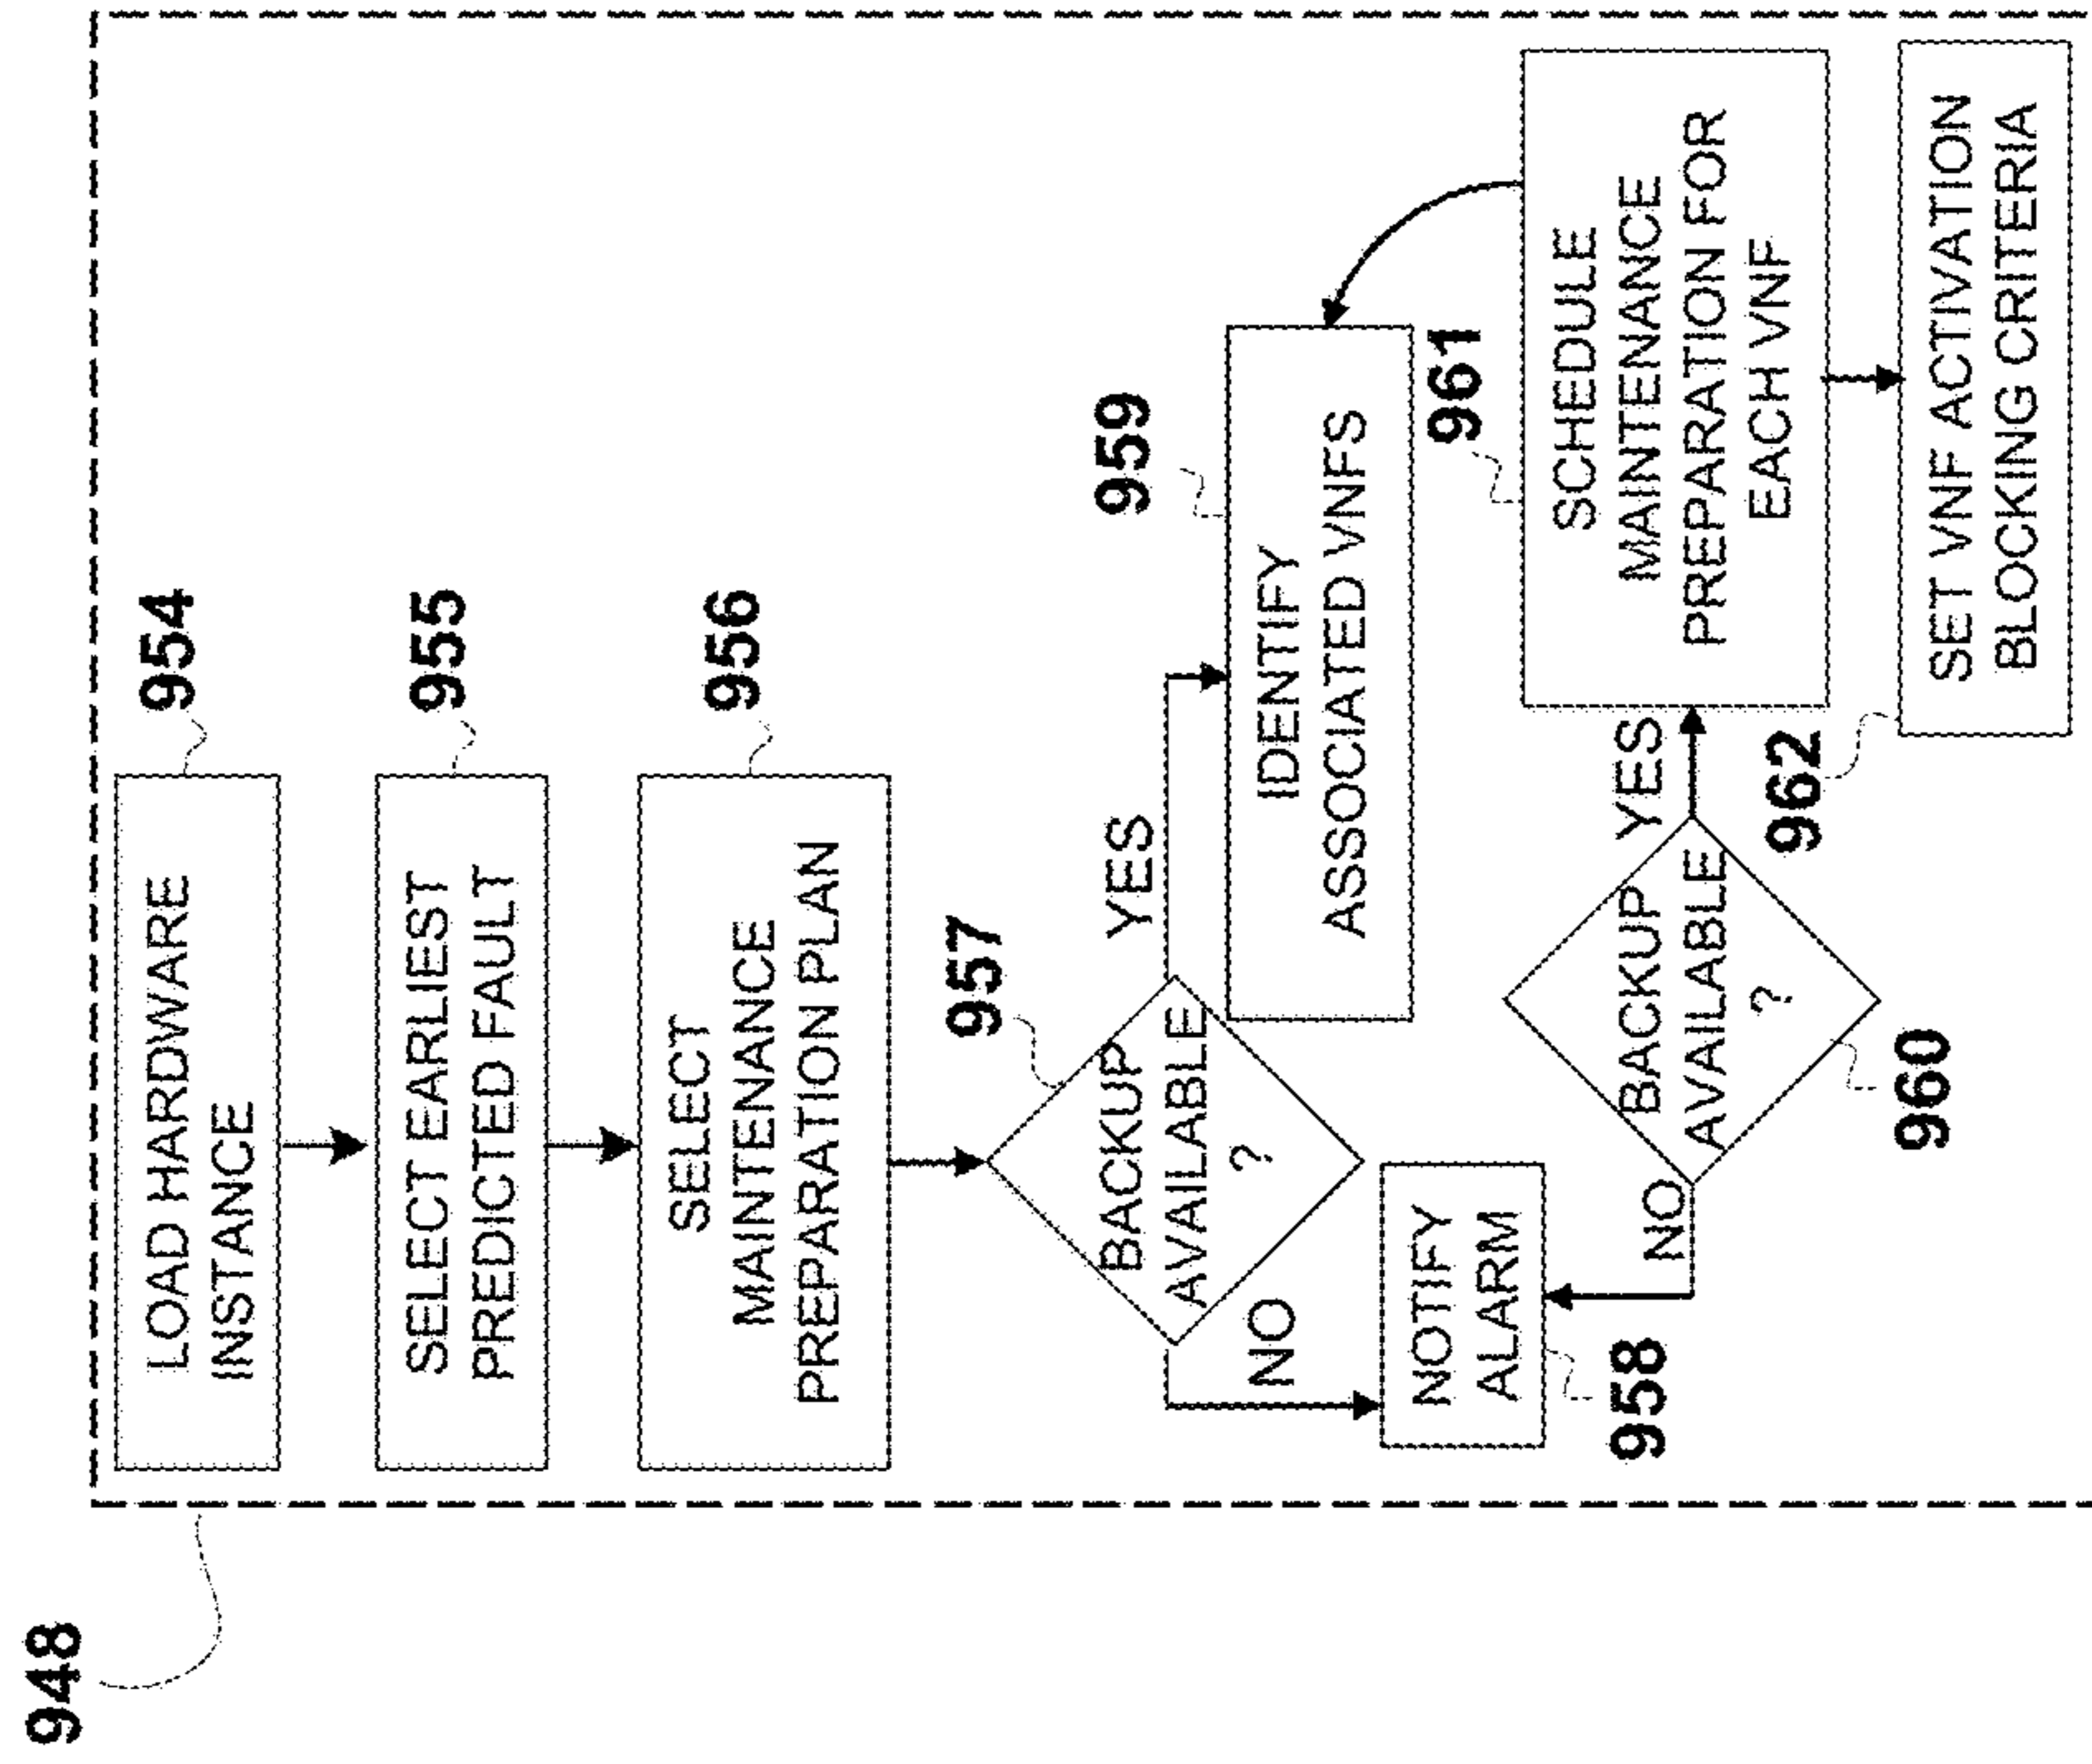 948
954
LOAD HARDWARE
INSTANCE
955
SELECT EARLIEST
PREDICTED FAULT
956
SELECT
MAINTENANCE
PREPARATION PLAN
957
BACKUP
AVAILABLE
?
YES
NO
959
IDENTIFY
ASSOCIATED VNFS
NOTIFY
ALARM
958
961
SCHEDULE
MAINTENANCE
PREPARATION FOR
EACH VNF
BACKUP
AVAILABLE
?
YES
NO
960
962
SET VNF ACTIVATION
BLOCKING CRITERIA